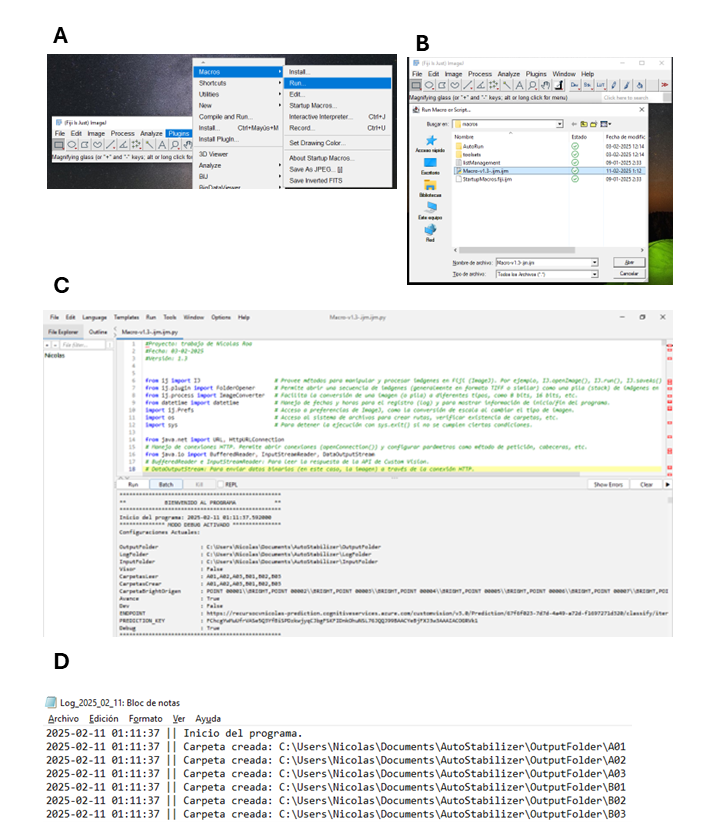 A
(Fiji Is Just) ImageJ
File Edit Image Process Analyze Plugins
Magnifying glass (or "+" and "-" keys; alt or long click fo
Macros
Shortcuts
Utilities
New
Compile and Run...
Install... Ctrl+Mayús+M
Install PlugIn...
3D Viewer
Analyze
BIJ
BigDataViewer
Install...
Run...
Edit...
Startup Macros...
Interactive Interpreter... Ctrl+J
Record... Ctrl+U
Set Drawing Color...
About Startup Macros...
Save As JPEG... [j]
Save Inverted FITS
B
(Fiji Is Just) ImageJ
File Edit Image Process Analyze Plugins Window Help
Magnifying glass (or "+" and "-" keys; alt or long click for menu)
Click here to search
Run Macro or Script...
Buscar en: macros
Nombre Estado Fecha de modific
AutoRun 03-02-2025 12:14
toolsets 03-02-2025 12:14
listManagement 09-01-2025 2:33
Macro-v1.3-.ijm.ijm 11-02-2025 1:12
StartupMacros.fiji.ijm 09-01-2025 2:33
Acceso rápido
Escritorio
Bibliotecas
Este equipo
Red
Nombre de archivo: Macro-v1.3-.ijm.ijm Abrir
Tipo de archivo: Todos los Archivos (*.*) Cancelar
C
File Edit Language Templates Run Tools Window Options Help
Macro-v1.3-.ijm.ijm.py
File Explorer Outline
Macro-v1.3-.ijm.ijm.py
Nicolas
1 #Proyecto: trabajo de Nicolas Roa
2 #Fecha: 03-02-2025
3 #Versión: 1.3
4
5
6 from ij import IJ # Provee métodos para manipular y procesar imágenes en Fiji (ImageJ). Por ejemplo, IJ.openImage(), IJ.run(), IJ.saveAs()
7 from ij.plugin import FolderOpener # Permite abrir una secuencia de imágenes (generalmente en formato TIFF o similar) como una pila (stack) de imágenes en
8 from ij.process import ImageConverter # Facilita la conversión de una imagen (o pila) a diferentes tipos, como 8 bits, 16 bits, etc.
9 from datetime import datetime # Manejo de fechas y horas para el registro (log) y para mostrar información de inicio/fin del programa.
10 import ij.Prefs # Acceso a preferencias de ImageJ, como la conversión de escala al cambiar el tipo de imagen.
11 import os # Acceso al sistema de archivos para crear rutas, verificar existencia de carpetas, etc.
12 import sys # Para detener la ejecución con sys.exit() si no se cumplen ciertas condiciones.
13
14 from java.net import URL, HttpURLConnection
15 # Manejo de conexiones HTTP. Permite abrir conexiones (openConnection()) y configurar parámetros como método de petición, cabeceras, etc.
16 from java.io import BufferedReader, InputStreamReader, DataOutputStream
17 # BufferedReader e InputStreamReader: Para leer la respuesta de la API de Custom Vision.
18 # DataOutputStream: Para enviar datos binarios (en este caso, la imagen) a través de la conexión HTTP.
Run Batch Kill REPL Show Errors Clear
** BIENVENIDO AL PROGRAMA **
Inicio del programa: 2025-02-11 01:11:37.592000
************** MODO DEBUG ACTIVADO **************
Configuraciones Actuales:
OutputFolder : C:\Users\Nicolas\Documents\AutoStabilizer\OutputFolder
LogFolder : C:\Users\Nicolas\Documents\AutoStabilizer\LogFolder
InputFolder : C:\Users\Nicolas\Documents\AutoStabilizer\InputFolder
Visor : False
CarpetasLeer : A01,A02,A03,B01,B02,B03
CarpetasCrear : A01,A02,A03,B01,B02,B03
CarpetaBrightOrigen : POINT 00001\\BRIGHT,POINT 00002\\BRIGHT,POINT 00003\\BRIGHT,POINT 00004\\BRIGHT,POINT 00005\\BRIGHT,POINT 00006\\BRIGHT,POINT 00007\\BRIGHT,POI
Avance : True
Dev : False
ENDPOINT
PREDICTION_KEY
Debug : True
D
Log_2025_02_11: Bloc de notas
Archivo Edición Formato Ver Ayuda
2025-02-11 01:11:37 || Inicio del programa.
2025-02-11 01:11:37 || Carpeta creada: C:\Users\Nicolas\Documents\AutoStabilizer\OutputFolder\A01
2025-02-11 01:11:37 || Carpeta creada: C:\Users\Nicolas\Documents\AutoStabilizer\OutputFolder\A02
2025-02-11 01:11:37 || Carpeta creada: C:\Users\Nicolas\Documents\AutoStabilizer\OutputFolder\A03
2025-02-11 01:11:37 || Carpeta creada: C:\Users\Nicolas\Documents\AutoStabilizer\OutputFolder\B01
2025-02-11 01:11:37 || Carpeta creada: C:\Users\Nicolas\Documents\AutoStabilizer\OutputFolder\B02
2025-02-11 01:11:37 || Carpeta creada: C:\Users\Nicolas\Documents\AutoStabilizer\OutputFolder\B03